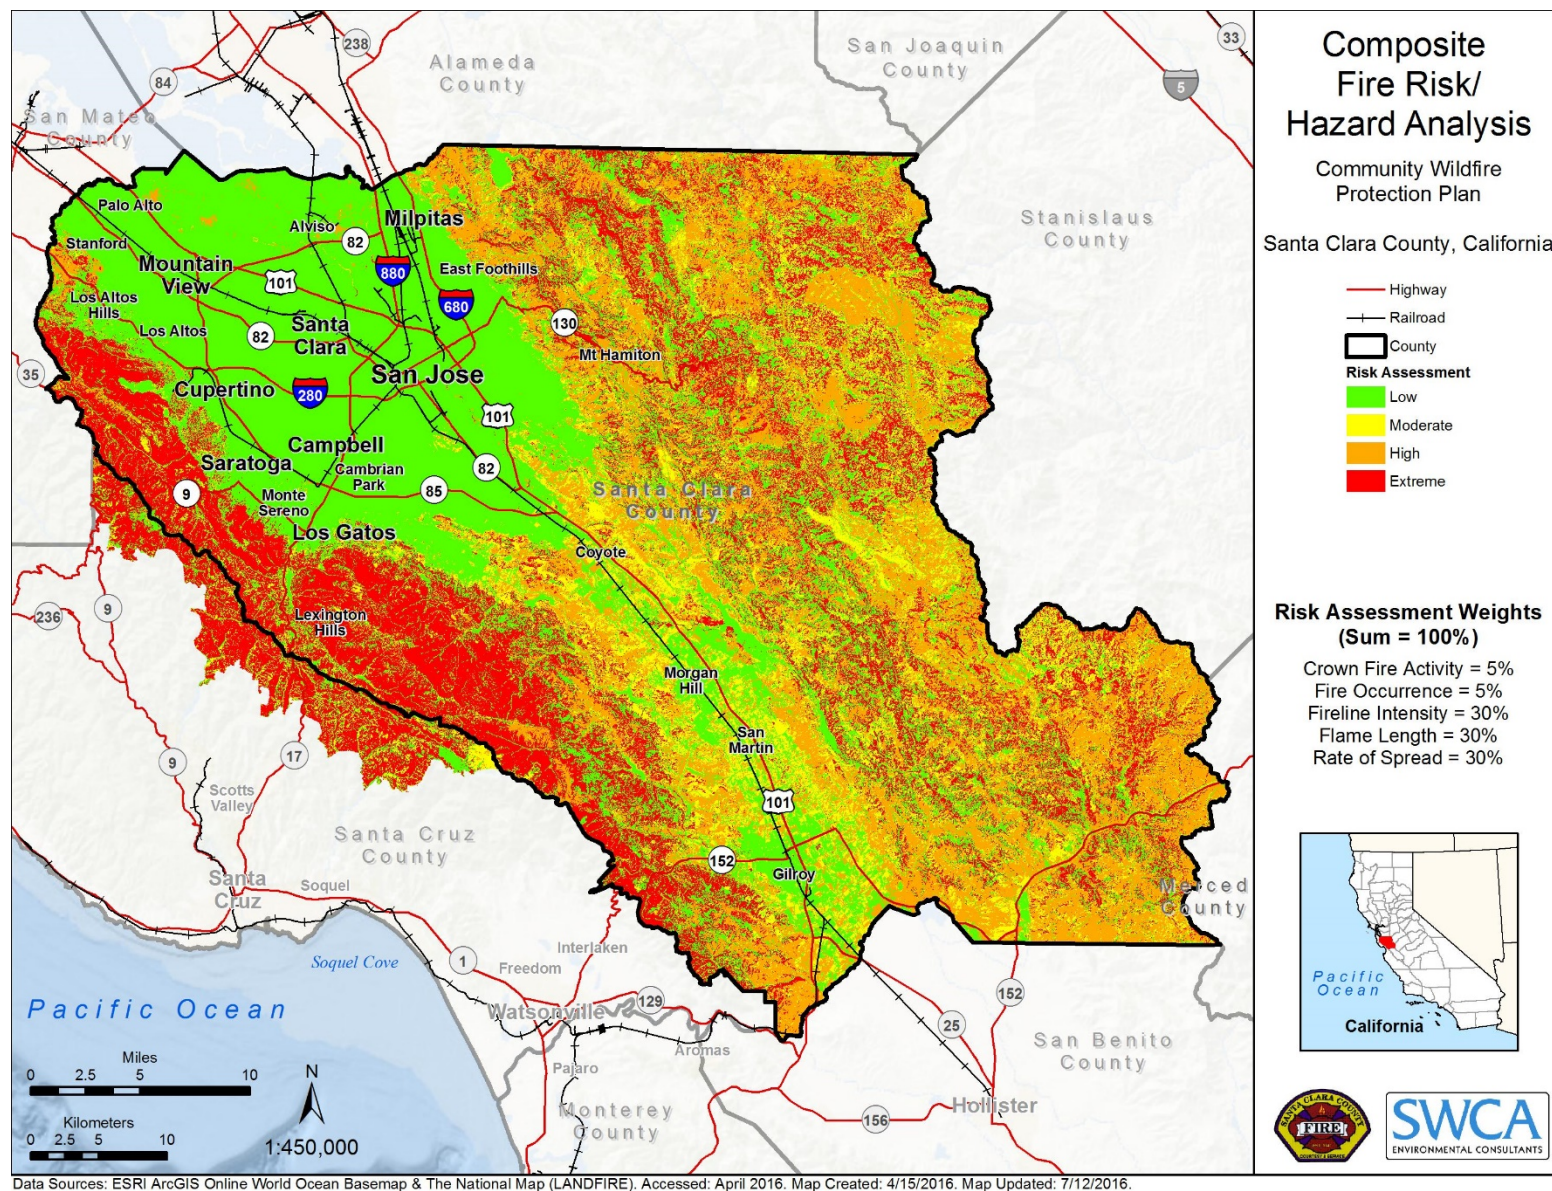 Composite
Fire Risk/
Hazard Analysis
Community Wildfire
Protection Plan
Santa Clara County, California
Highway
Railroad
County
Risk Assessment
Low
Moderate
High
Extreme
Risk Assessment Weights
(Sum = 100%)
Crown Fire Activity = 5%
Fire Occurrence = 5%
Fireline Intensity = 30%
Flame Length = 30%
Rate of Spread = 30%
Pacific
Ocean
California
SANTA CLARA COUNTY
FIRE
SWCA
ENVIRONMENTAL CONSULTANTS
238
84
33
5
Alameda
County
San Joaquin
County
San Mateo
County
Stanislaus
County
Palo Alto
Stanford
Alviso
Milpitas
82
880
East Foothills
Mountain
View
101
680
Los Altos
Hills
Los Altos
82
Santa
Clara
130
Mt Hamiton
35
Cupertino
280
San Jose
101
Campbell
Saratoga
Cambrian
Park
82
9
Monte
Sereno
85
Santa Clara
County
Los Gatos
Coyote
236
9
Lexington
Hills
Morgan
Hill
San
Martin
9
17
101
Scotts
Valley
Santa Cruz
County
152
Gilroy
Santa
Cruz
Soquel
Merced
County
Interlaken
Soquel Cove
1
Freedom
Pacific Ocean
Watsonville
129
152
25
Aromas
Pajaro
San Benito
County
Monterey
County
156
Hollister
Miles
0 2.5 5 10
Kilometers
0 2.5 5 10
N
1:450,000
Data Sources: ESRI ArcGIS Online World Ocean Basemap & The National Map (LANDFIRE). Accessed: April 2016. Map Created: 4/15/2016. Map Updated: 7/12/2016.